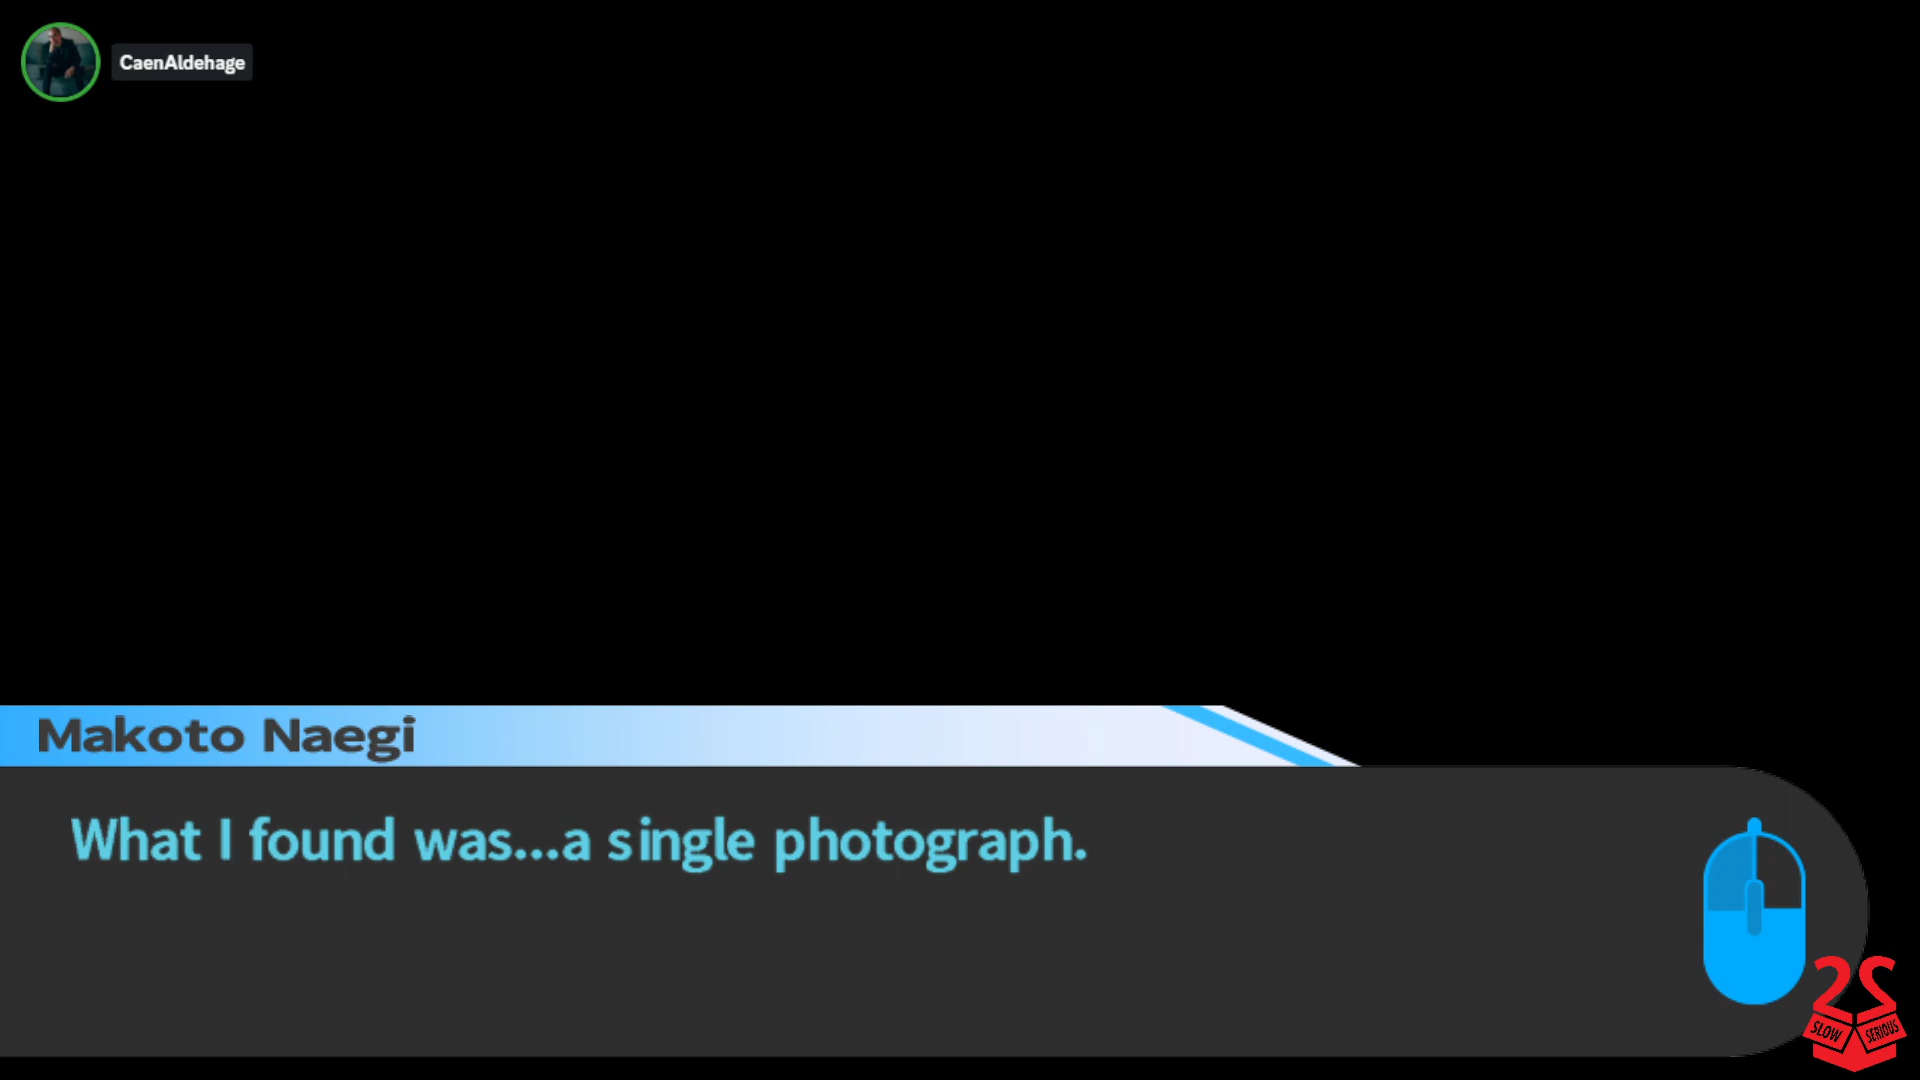 CaenAldehage
Makoto Naegi
What I found was...a single photograph.
2S
SLOW SERIOUS